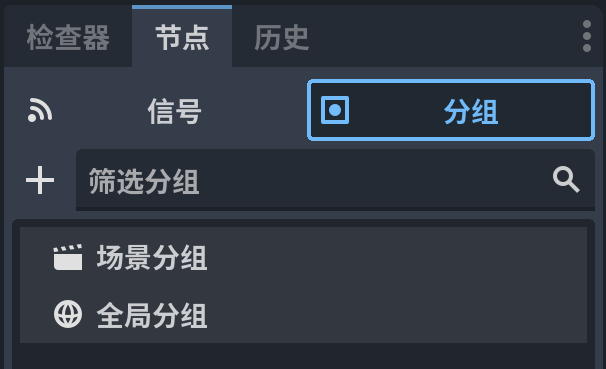 检查器 节点 历史
信号 分组
筛选分组
场景分组
全局分组